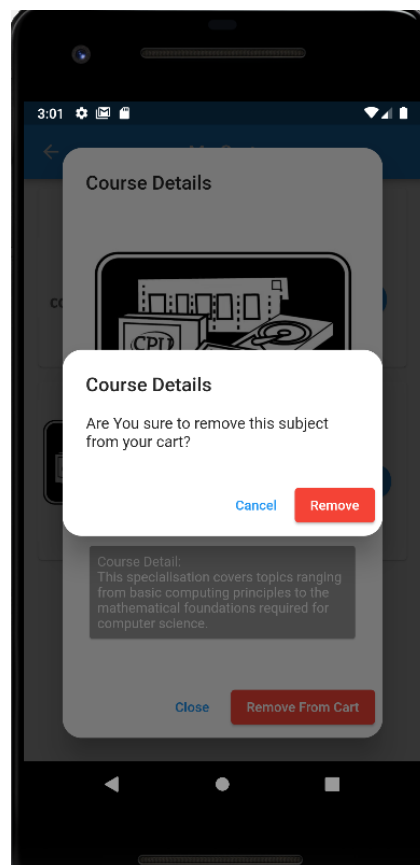 3:01
Course Details
CPU
Course Details
Are You sure to remove this subject
from your cart?
Cancel Remove
Course Detail:
This specialisation covers topics ranging
from basic computing principles to the
mathematical foundations required for
computer science.
Close Remove From Cart